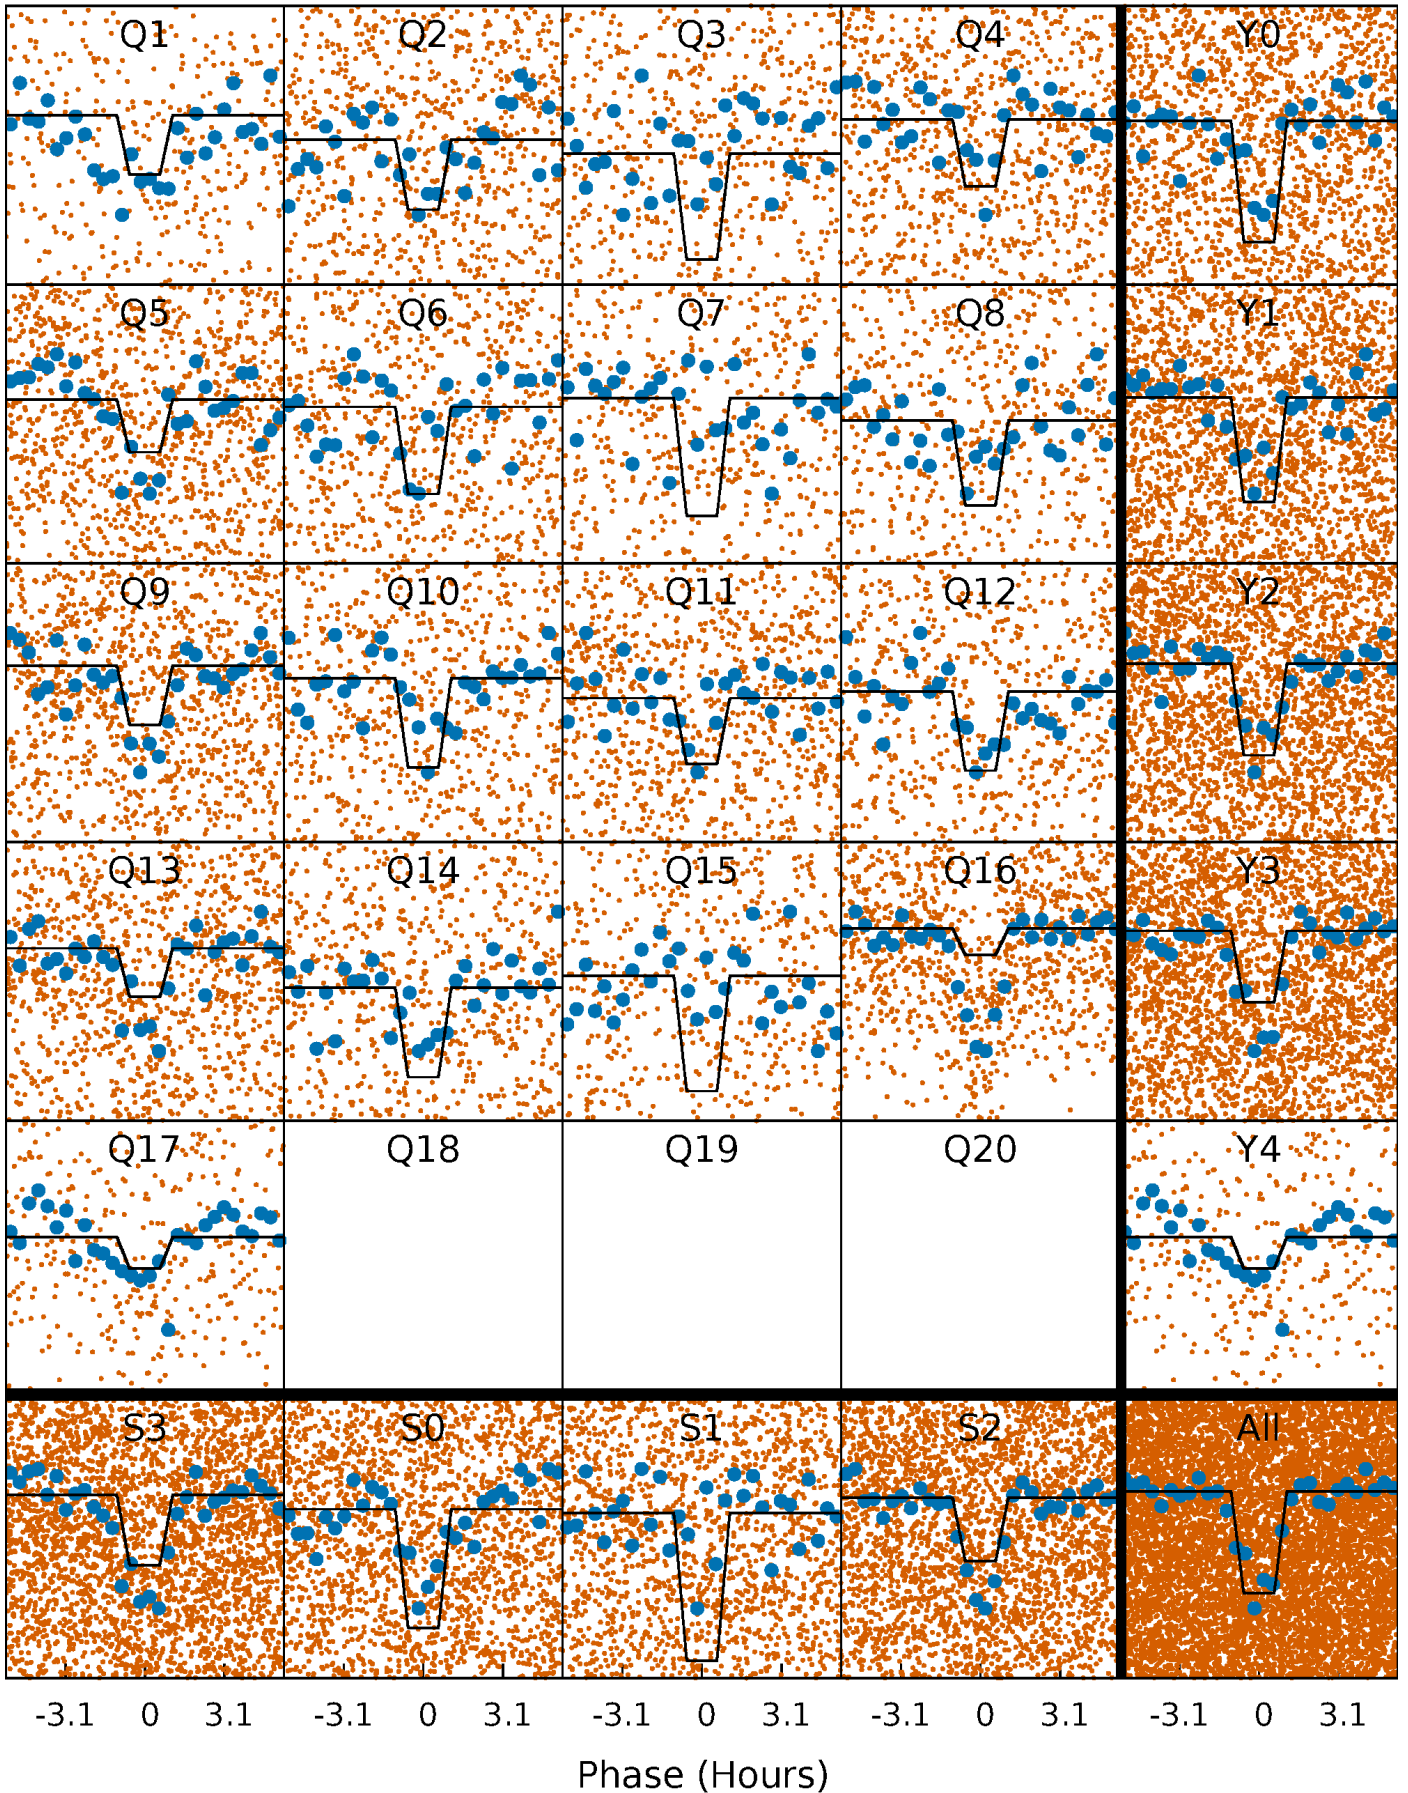 Q1 Q2 Q3 Q4 Y0
Q5 Q6 Q7 Q8 Y1
Q9 Q10 Q11 Q12 Y2
Q13 Q14 Q15 Q16 Y3
Q17 Q18 Q19 Q20 Y4
S3 S0 S1 S2 All
-3.1 0 3.1 -3.1 0 3.1 -3.1 0 3.1 -3.1 0 3.1 -3.1 0 3.1
Phase (Hours)